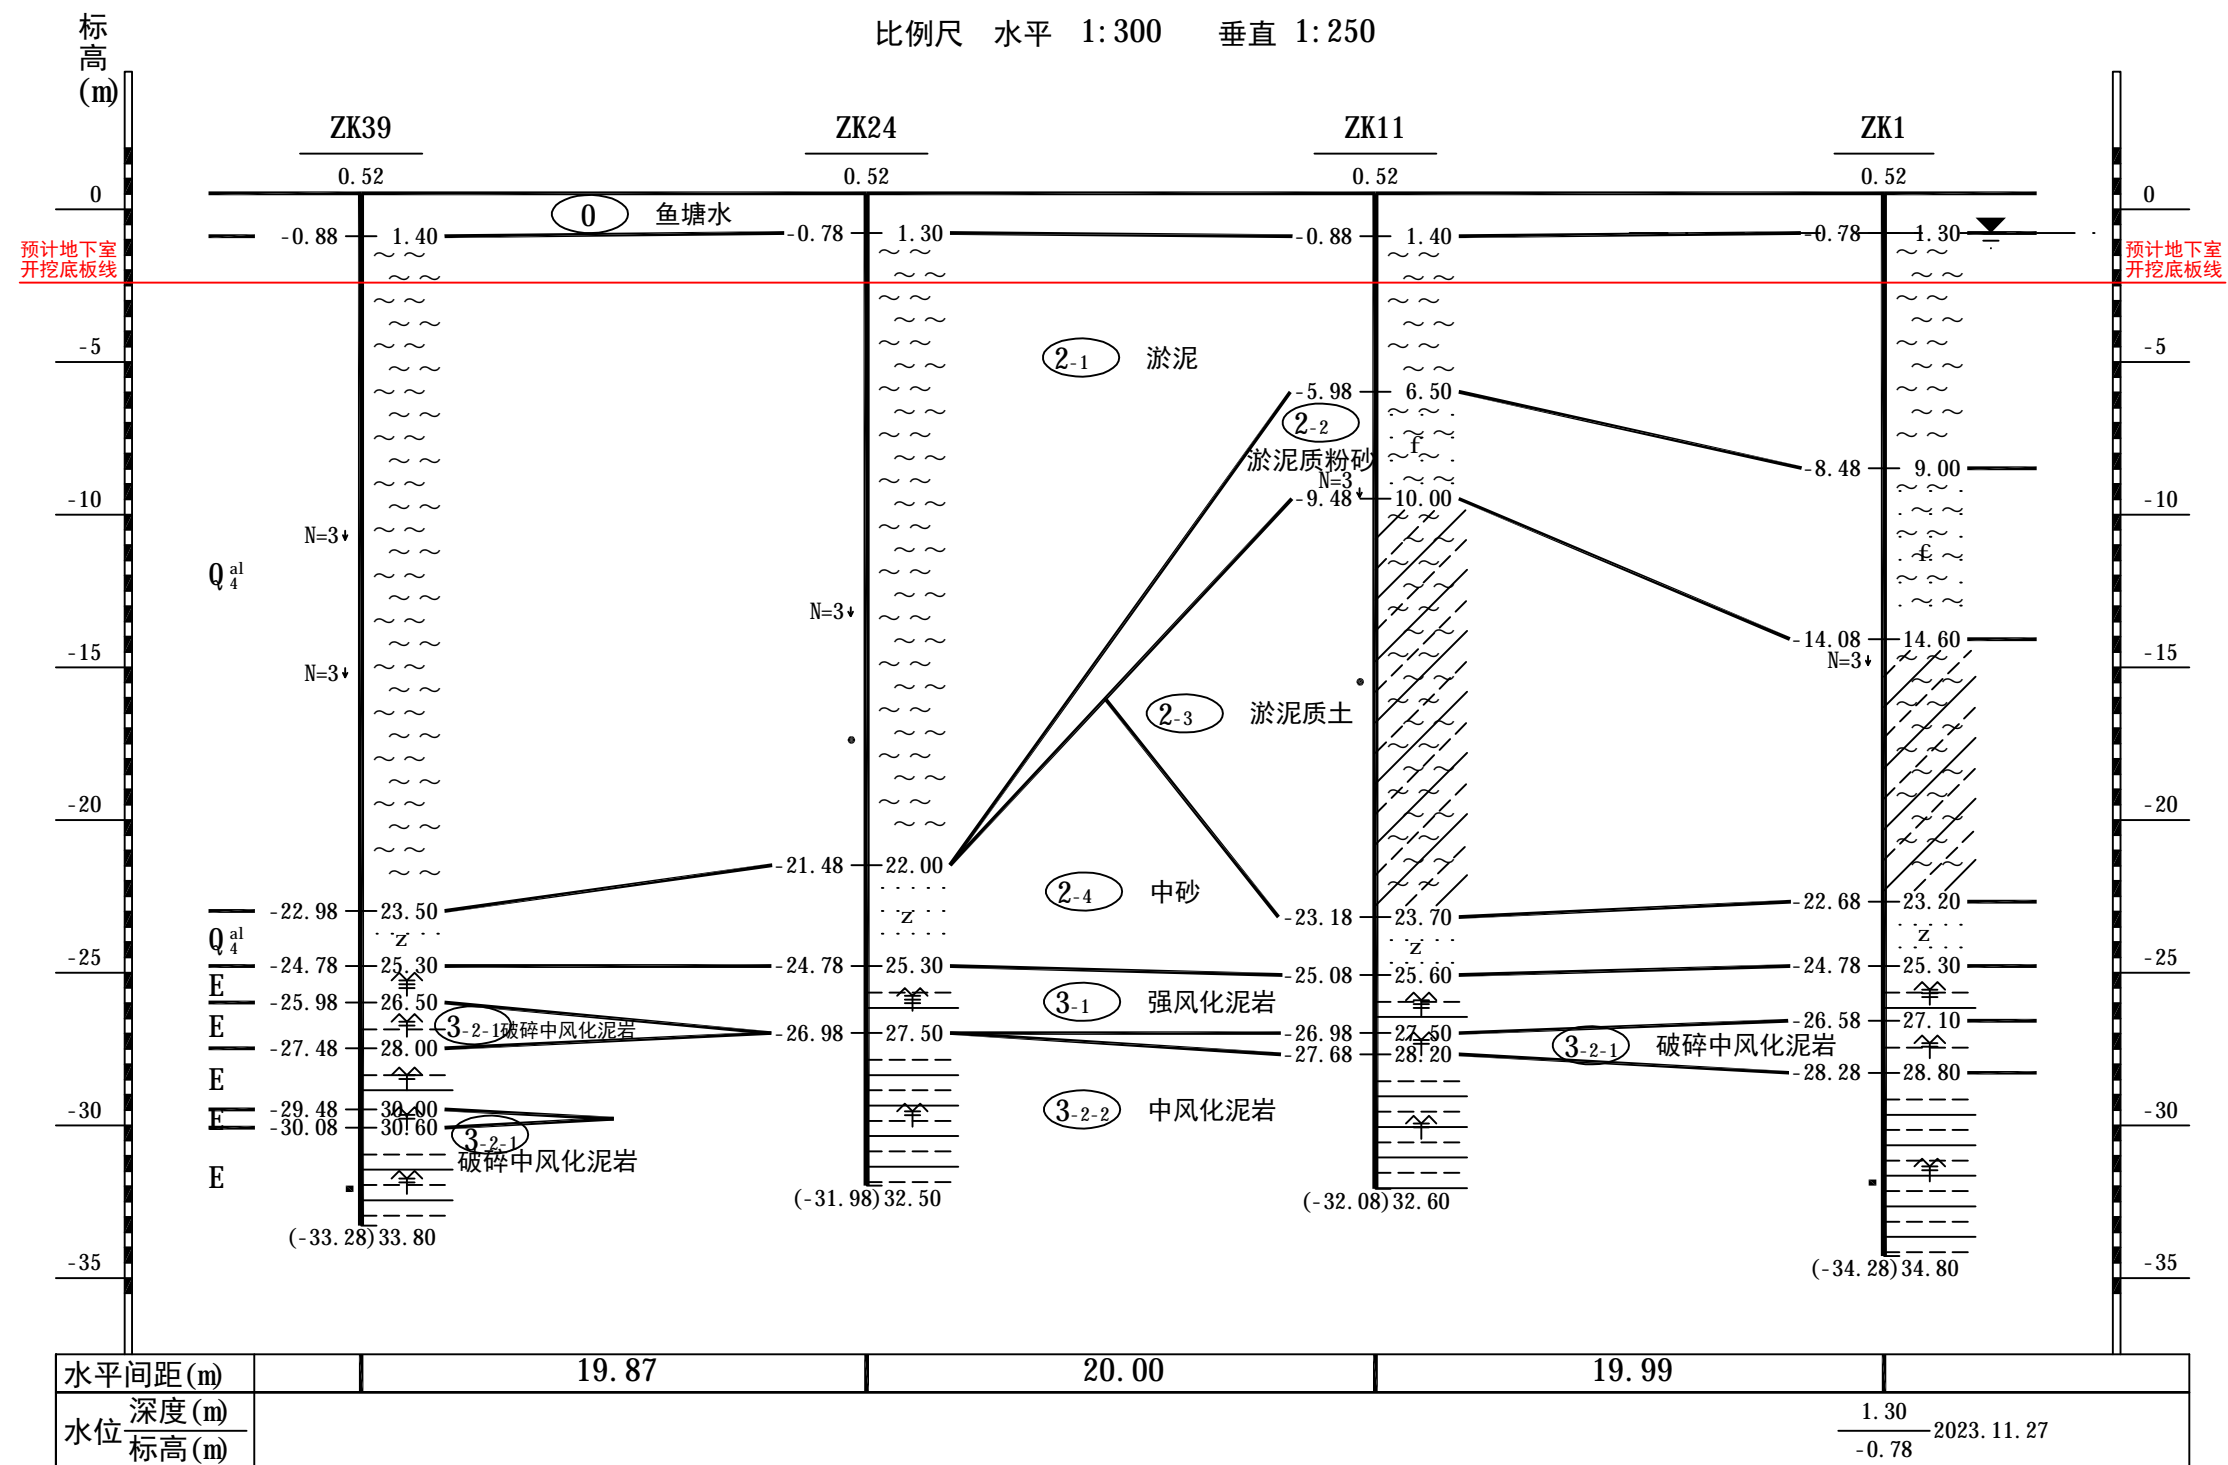 标高(m)
比例尺 水平 1:300 垂直 1:250
ZK39 ZK24 ZK11 ZK1
0.52 0.52 0.52 0.52
0 0
0 鱼塘水
-0.88 1.40 -0.78 1.30 -0.88 1.40 -0.78 1.30
预计地下室
开挖底板线
预计地下室
开挖底板线
-5 2-1 淤泥 -5
-5.98 6.50
2-2
f
淤泥质粉砂
-8.48 9.00
N=3
-10 -9.48 10.00 -10
N=3
f
Q4al
N=3
-14.08 14.60
-15 N=3 -15
N=3
2-3 淤泥质土
-20 -20
-21.48 22.00
2-4 中砂
-22.98 23.50 z -23.18 23.70 -22.68 23.20
Q4al z z z
-25 -24.78 25.30 -24.78 25.30 -25.08 25.60 -24.78 25.30 -25
E
-25.98 26.50 3-1 强风化泥岩
E 3-2-1 破碎中风化泥岩 -26.98 27.50 -26.98 27.50 -26.58 27.10
-27.48 28.00 -27.68 28.20 3-2-1 破碎中风化泥岩
-28.28 28.80
E
-29.48 30.00 3-2-2 中风化泥岩
-30 E -30
-30.08 30.60 3-2-1
破碎中风化泥岩
E
(-31.98)32.50 (-32.08)32.60
(-33.28)33.80
-35 (-34.28)34.80 -35
水平间距(m) 19.87 20.00 19.99
水位 深度(m) 1.30
标高(m) -0.78 2023.11.27